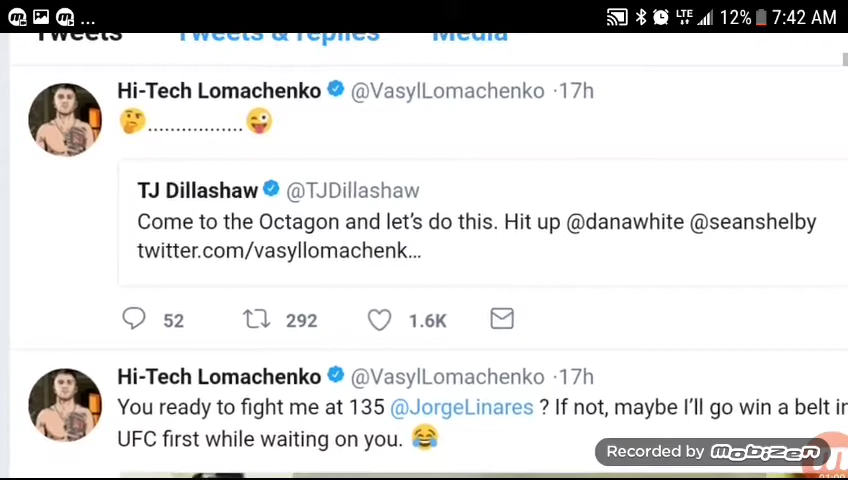 ... LTE 12% 7:42 AM
Tweets Tweets & replies Media
Hi-Tech Lomachenko @VasylLomachenko ·17h
🤔.................😜
TJ Dillashaw @TJDillashaw
Come to the Octagon and let's do this. Hit up @danawhite @seanshelby
twitter.com/vasyllomachenk...
52 292 1.6K
Hi-Tech Lomachenko @VasylLomachenko ·17h
You ready to fight me at 135 @JorgeLinares ? If not, maybe I'll go win a belt in
UFC first while waiting on you. 😂
Recorded by MOBIZEN